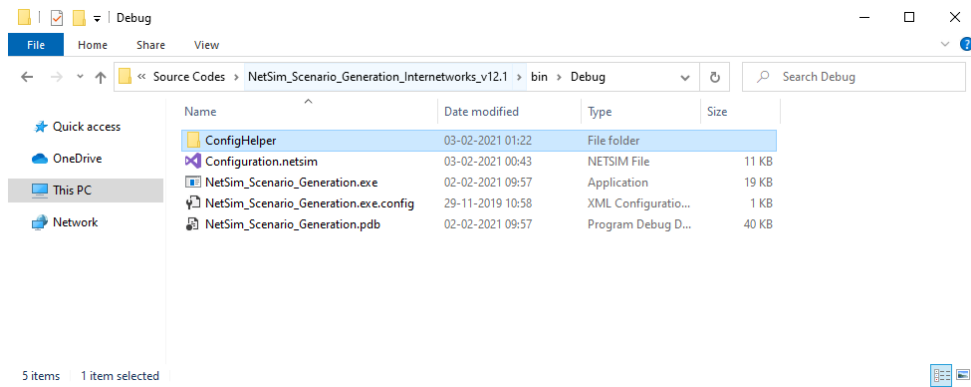 Debug
File Home Share View
« Source Codes > NetSim_Scenario_Generation_Internetworks_v12.1 > bin > Debug Search Debug
Name Date modified Type Size
Quick access
OneDrive
This PC
Network
ConfigHelper 03-02-2021 01:22 File folder
Configuration.netsim 03-02-2021 00:43 NETSIM File 11 KB
NetSim_Scenario_Generation.exe 02-02-2021 09:57 Application 19 KB
NetSim_Scenario_Generation.exe.config 29-11-2019 10:58 XML Configuratio... 1 KB
NetSim_Scenario_Generation.pdb 02-02-2021 09:57 Program Debug D... 40 KB
5 items 1 item selected